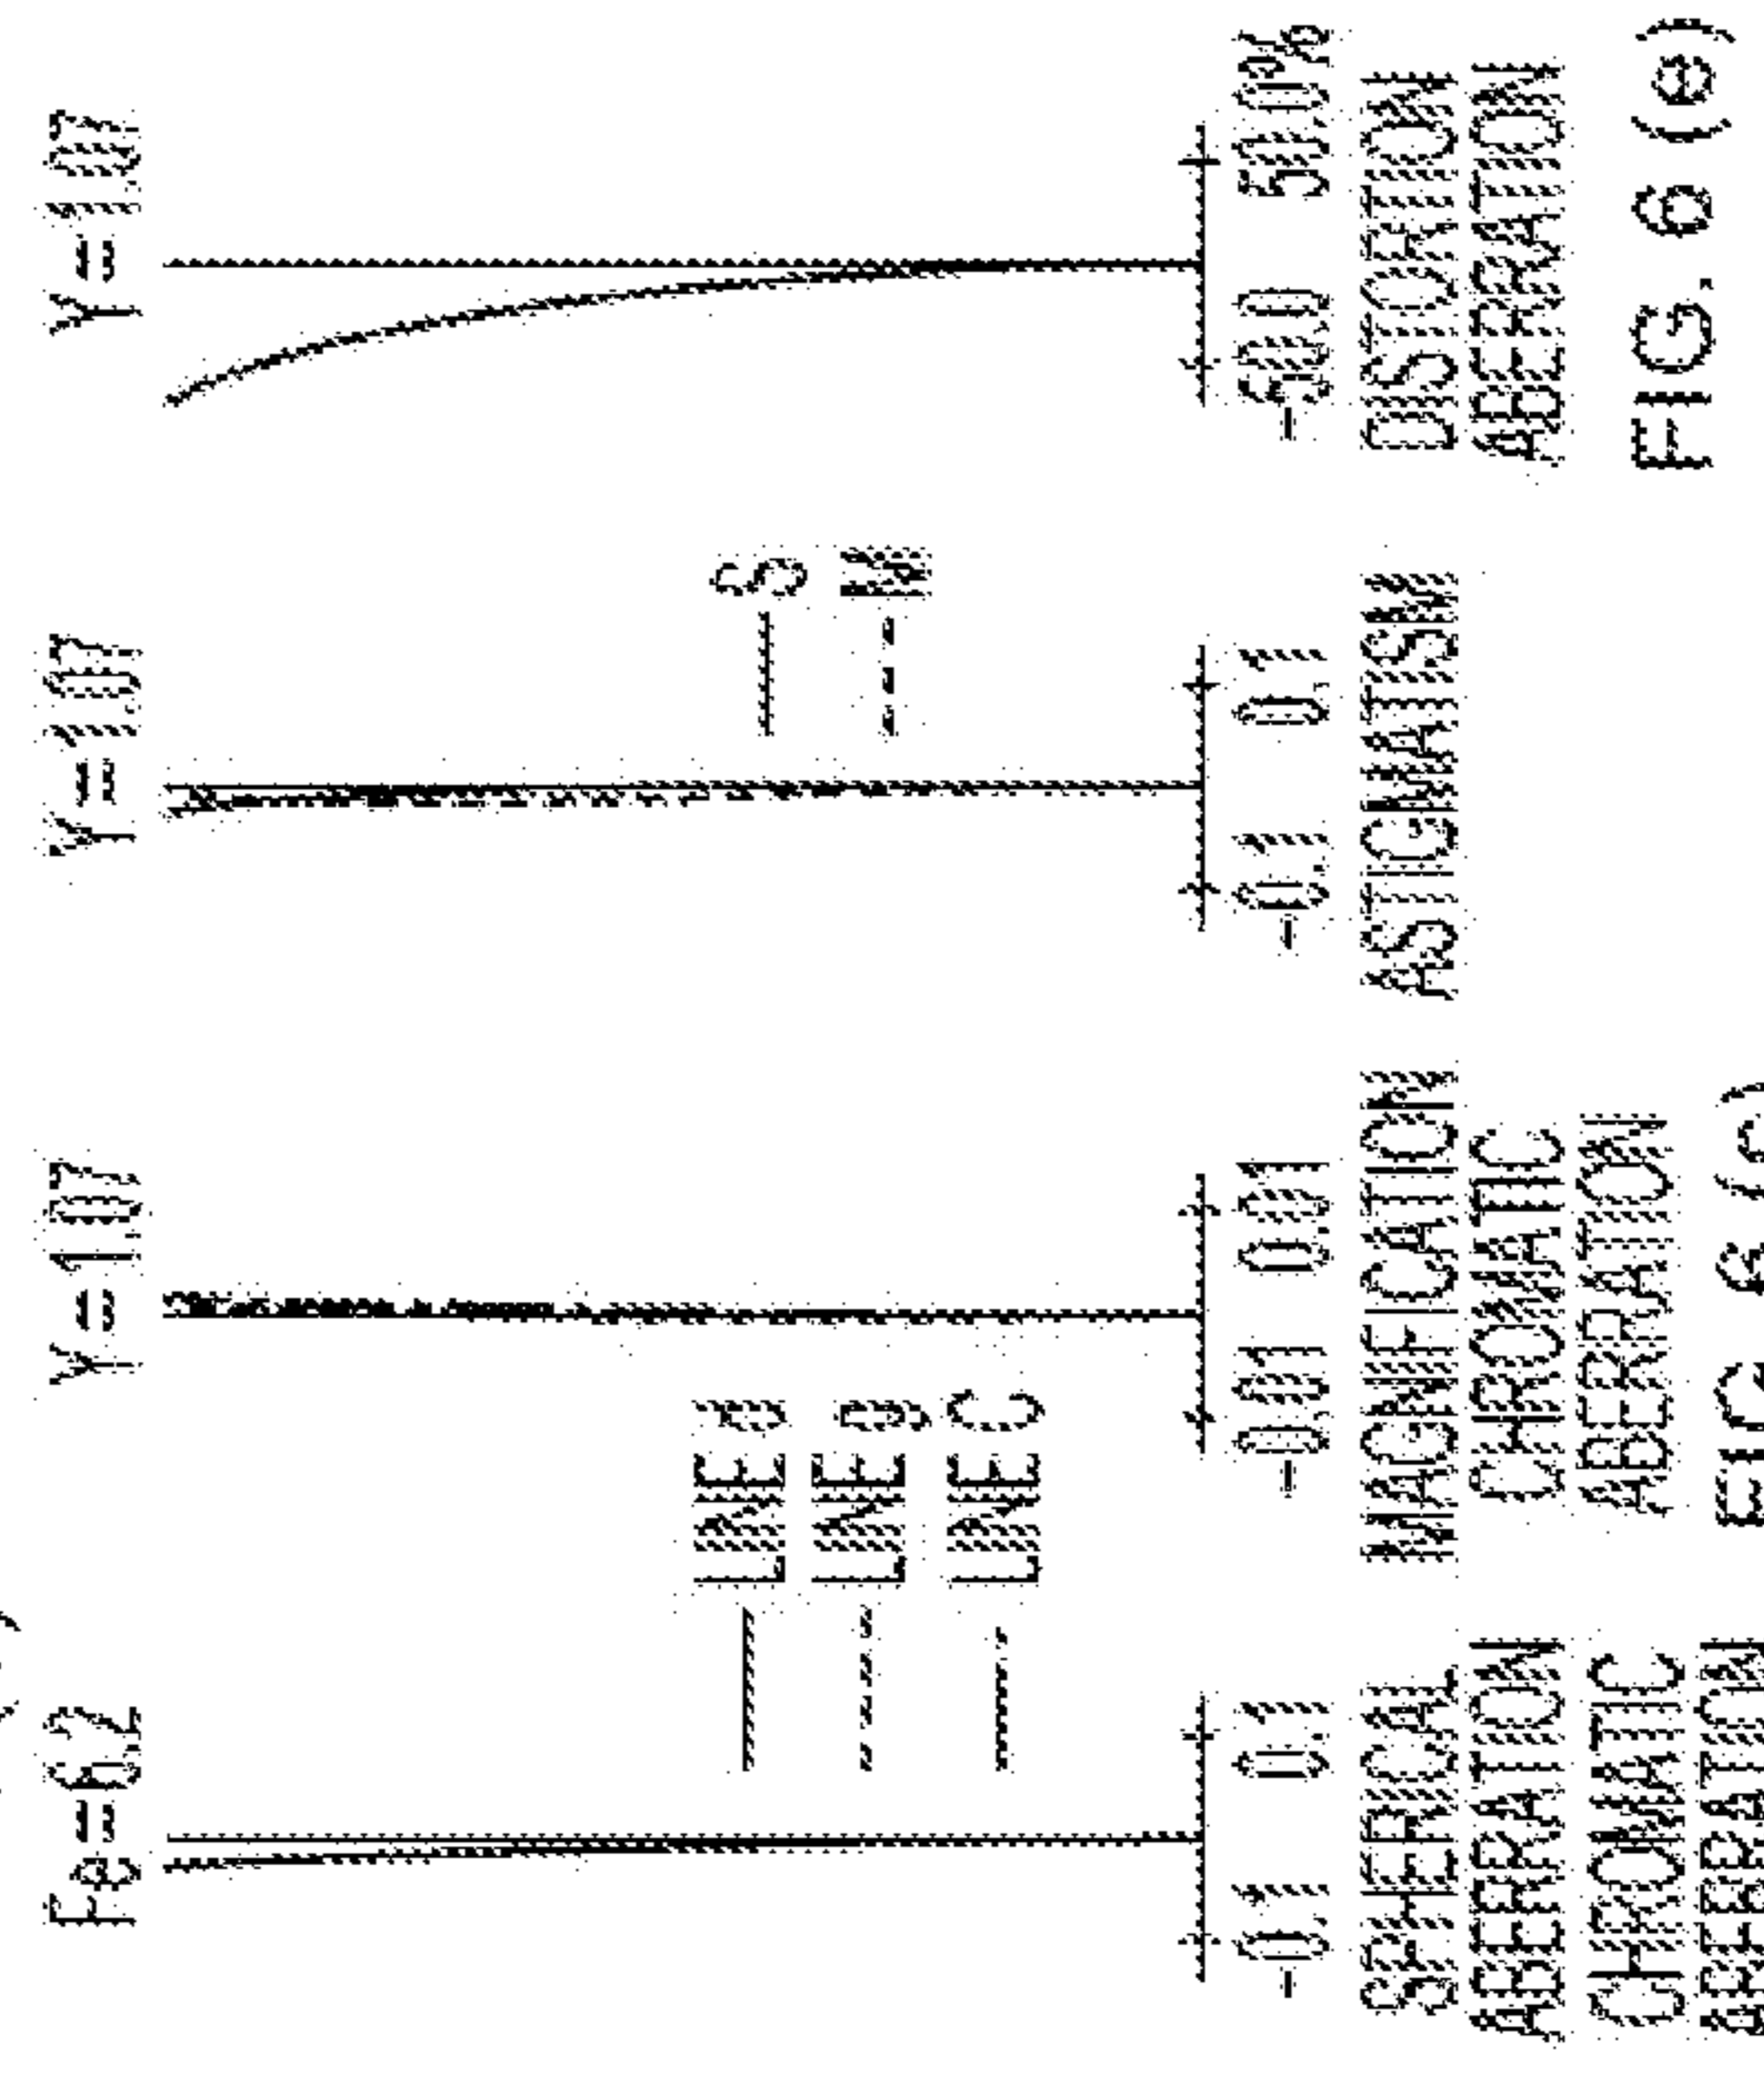 Fe=6.2
LINE d
LINE g
LINE C
-0.1 0.1
SPHERICAL
ABERRATION
CHROMATIC
ABERRATION
Y=1.07
-0.01 0.01
MAGNIFICATION
CHROMATIC
ABERRATION
Y=1.07
S
M
-0.1 0.1
ASTIGMATISM
Y=1.07
-50.0 50.0%
DISTORTION
ABERRATION
FIG. 6 (e)